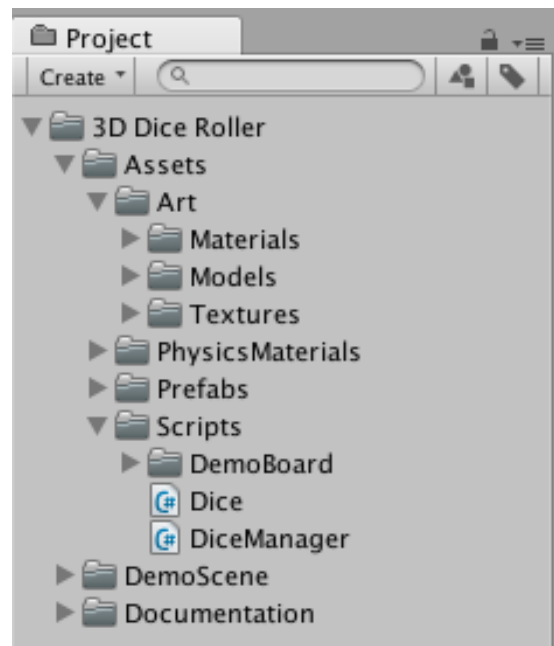 Project
Create
3D Dice Roller
Assets
Art
Materials
Models
Textures
PhysicsMaterials
Prefabs
Scripts
DemoBoard
C# Dice
C# DiceManager
DemoScene
Documentation